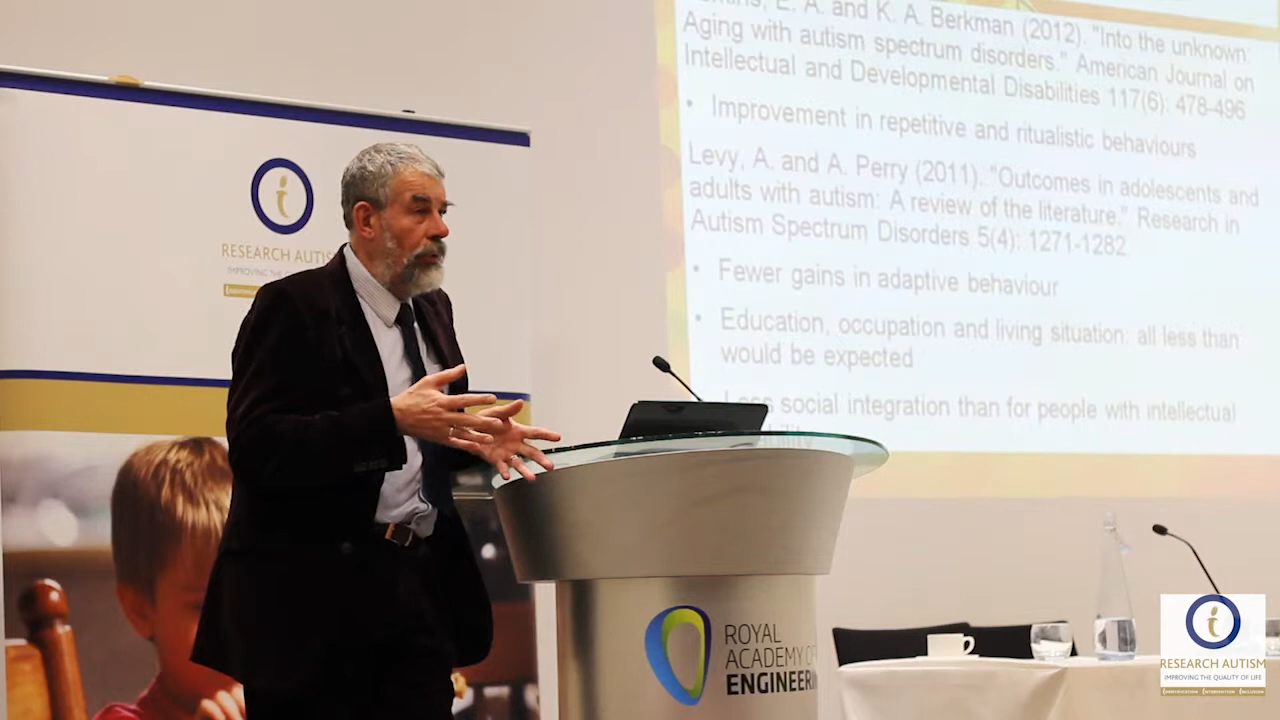 E. A. and K. A. Berkman (2012). "Into the unknown:
Aging with autism spectrum disorders." American Journal on
Intellectual and Developmental Disabilities 117(6): 478-496
• Improvement in repetitive and ritualistic behaviours
Levy, A. and A. Perry (2011). "Outcomes in adolescents and
adults with autism: A review of the literature." Research in
Autism Spectrum Disorders 5(4): 1271-1282
• Fewer gains in adaptive behaviour
• Education, occupation and living situation: all less than
would be expected
social integration than for people with intellectual
i
RESEARCH AUTIS
IMPROVING THE
ROYAL
ACADEMY OF
ENGINEERIN
i
RESEARCH AUTISM
IMPROVING THE QUALITY OF LIFE